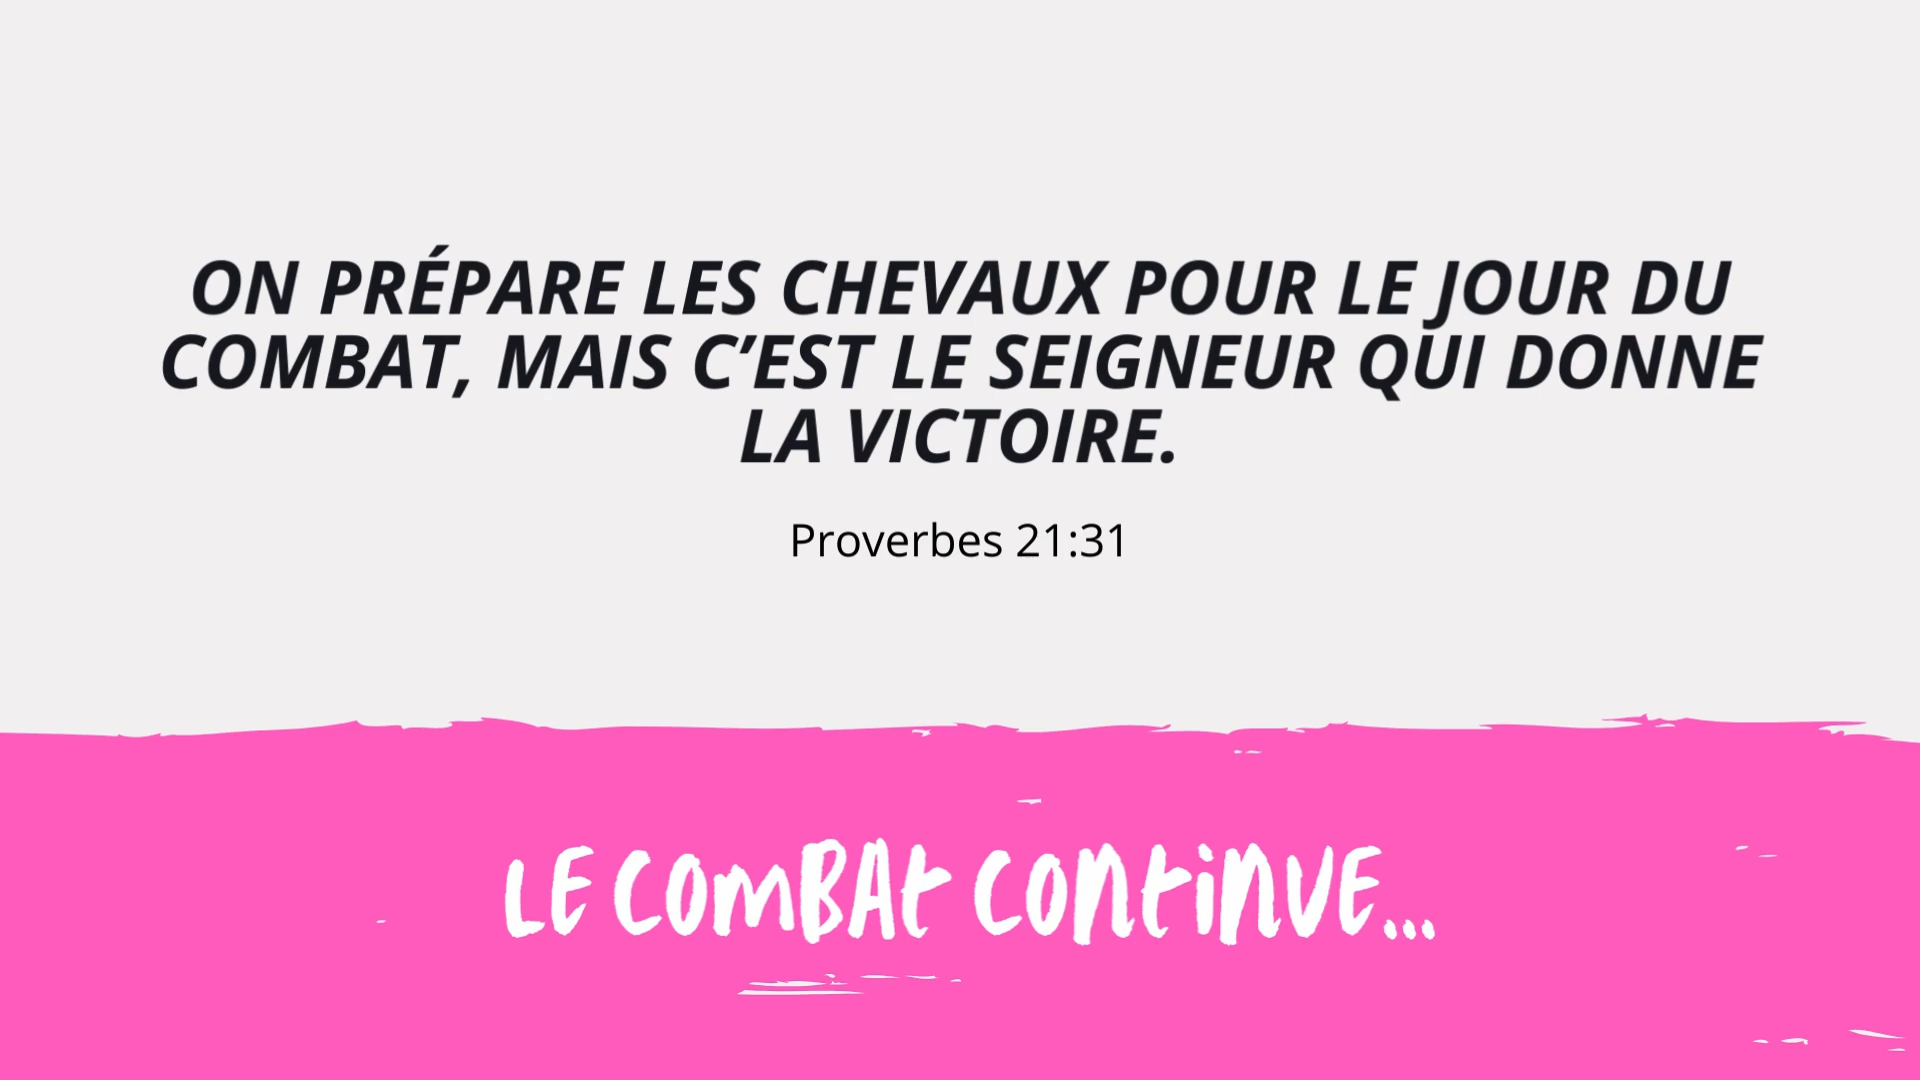 ON PRÉPARE LES CHEVAUX POUR LE JOUR DU
COMBAT, MAIS C’EST LE SEIGNEUR QUI DONNE
LA VICTOIRE.
Proverbes 21:31
LE COMBAT CONTINUE...